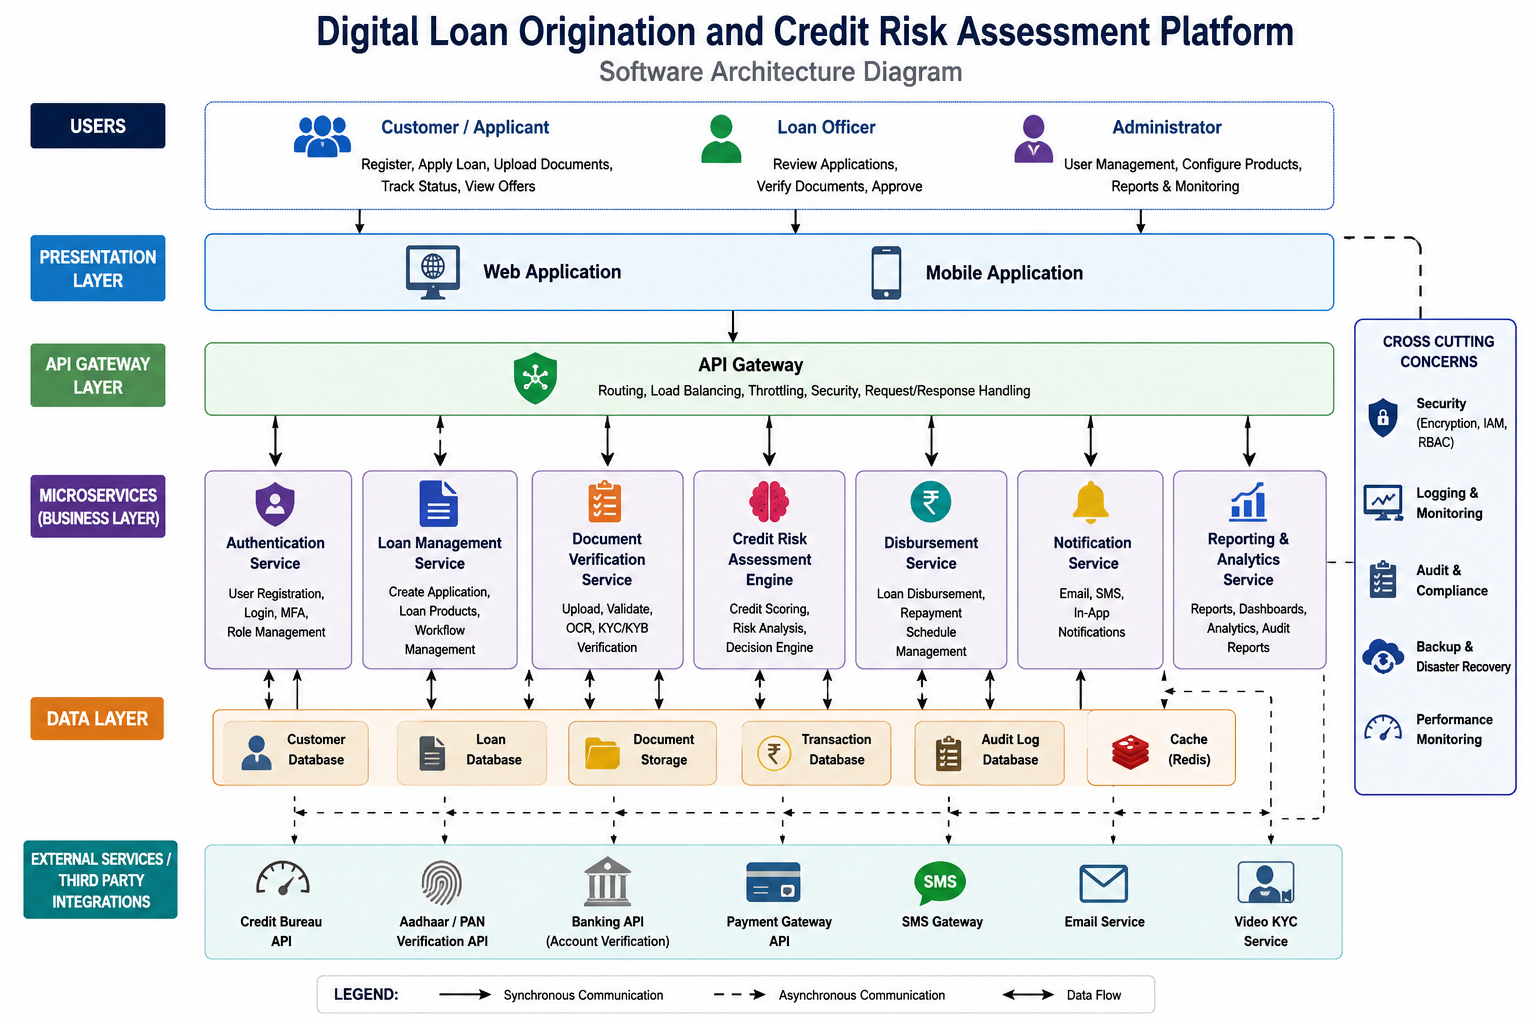 Digital Loan Origination and Credit Risk Assessment Platform
Software Architecture Diagram
USERS
Customer / Applicant
Register, Apply Loan, Upload Documents,
Track Status, View Offers
Loan Officer
Review Applications,
Verify Documents, Approve
Administrator
User Management, Configure Products,
Reports & Monitoring
PRESENTATION
LAYER
Web Application
Mobile Application
API GATEWAY
LAYER
API Gateway
Routing, Load Balancing, Throttling, Security, Request/Response Handling
CROSS CUTTING
CONCERNS
Security
(Encryption, IAM,
RBAC)
Logging &
Monitoring
Audit &
Compliance
Backup &
Disaster Recovery
Performance
Monitoring
MICROSERVICES
(BUSINESS LAYER)
Authentication
Service
User Registration,
Login, MFA,
Role Management
Loan Management
Service
Create Application,
Loan Products,
Workflow
Management
Document
Verification
Service
Upload, Validate,
OCR, KYC/KYB
Verification
Credit Risk
Assessment
Engine
Credit Scoring,
Risk Analysis,
Decision Engine
₹
Disbursement
Service
Loan Disbursement,
Repayment
Schedule
Management
Notification
Service
Email, SMS,
In-App
Notifications
Reporting &
Analytics
Service
Reports, Dashboards,
Analytics, Audit
Reports
DATA LAYER
Customer
Database
Loan
Database
Document
Storage
₹
Transaction
Database
Audit Log
Database
Cache
(Redis)
EXTERNAL SERVICES /
THIRD PARTY
INTEGRATIONS
Credit Bureau
API
Aadhaar / PAN
Verification API
Banking API
(Account Verification)
Payment Gateway
API
SMS
SMS Gateway
Email Service
Video KYC
Service
LEGEND:
Synchronous Communication
Asynchronous Communication
Data Flow